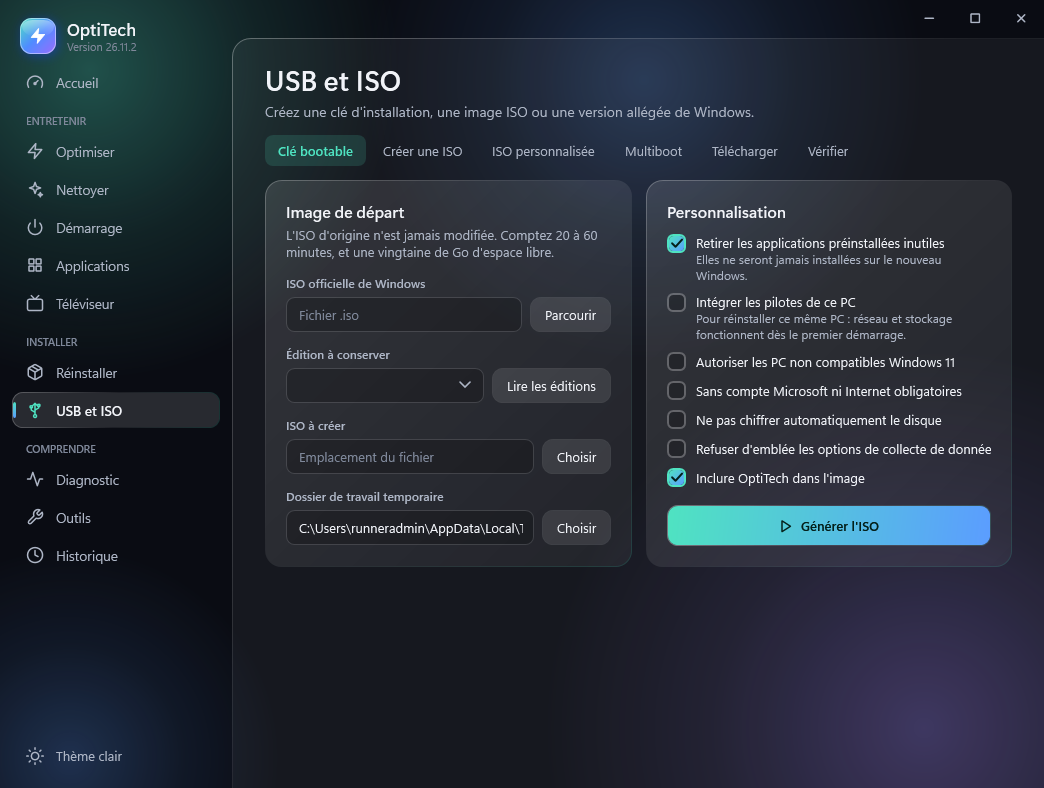 OptiTech
Version 26.11.2
Accueil
ENTRETENIR
Optimiser
Nettoyer
Démarrage
Applications
Téléviseur
INSTALLER
Réinstaller
USB et ISO
COMPRENDRE
Diagnostic
Outils
Historique
Thème clair
USB et ISO
Créez une clé d'installation, une image ISO ou une version allégée de Windows.
Clé bootable
Créer une ISO
ISO personnalisée
Multiboot
Télécharger
Vérifier
Image de départ
L'ISO d'origine n'est jamais modifiée. Comptez 20 à 60
minutes, et une vingtaine de Go d'espace libre.
ISO officielle de Windows
Fichier .iso
Parcourir
Édition à conserver
Lire les éditions
ISO à créer
Emplacement du fichier
Choisir
Dossier de travail temporaire
C:\Users\runneradmin\AppData\Local\T
Choisir
Personnalisation
Retirer les applications préinstallées inutiles
Elles ne seront jamais installées sur le nouveau
Windows.
Intégrer les pilotes de ce PC
Pour réinstaller ce même PC : réseau et stockage
fonctionnent dès le premier démarrage.
Autoriser les PC non compatibles Windows 11
Sans compte Microsoft ni Internet obligatoires
Ne pas chiffrer automatiquement le disque
Refuser d'emblée les options de collecte de donnée
Inclure OptiTech dans l'image
Générer l'ISO